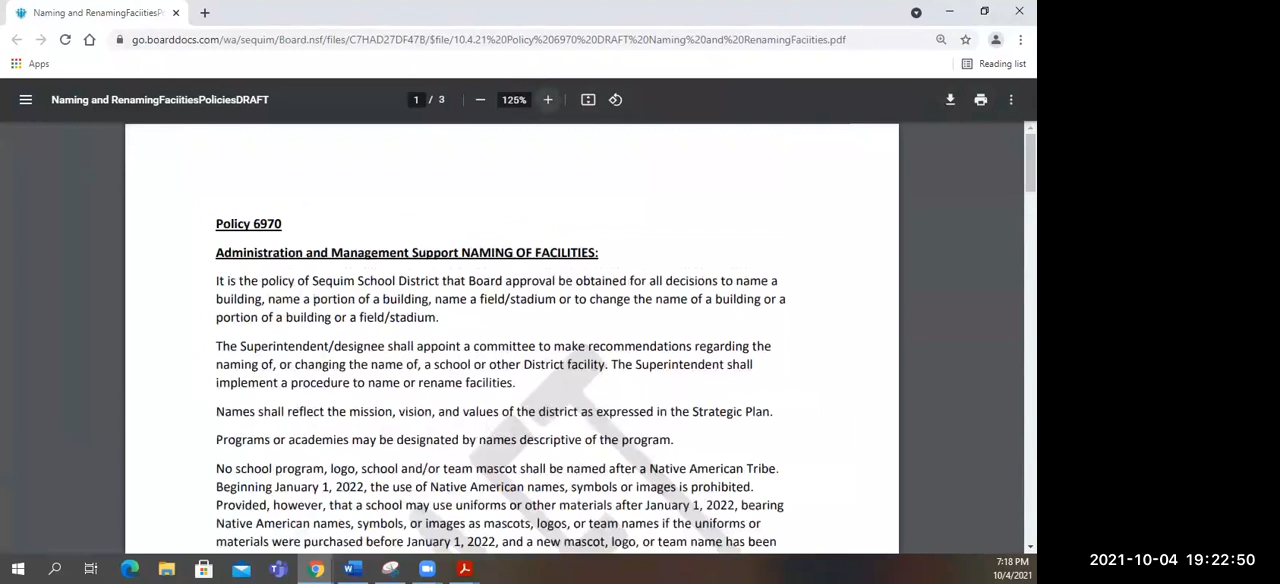 Naming and RenamingFaciitiesP
go.boarddocs.com/wa/sequim/Board.nsf/files/C7HAD27DF47B/$file/10.4.21%20Policy%206970%20DRAFT%20Naming%20and%20RenamingFaciities.pdf
Apps
Reading list
Naming and RenamingFaciitiesPoliciesDRAFT
1 / 3
125%
Policy 6970
Administration and Management Support NAMING OF FACILITIES:
It is the policy of Sequim School District that Board approval be obtained for all decisions to name a
building, name a portion of a building, name a field/stadium or to change the name of a building or a
portion of a building or a field/stadium.
The Superintendent/designee shall appoint a committee to make recommendations regarding the
naming of, or changing the name of, a school or other District facility. The Superintendent shall
implement a procedure to name or rename facilities.
Names shall reflect the mission, vision, and values of the district as expressed in the Strategic Plan.
Programs or academies may be designated by names descriptive of the program.
No school program, logo, school and/or team mascot shall be named after a Native American Tribe.
Beginning January 1, 2022, the use of Native American names, symbols or images is prohibited.
Provided, however, that a school may use uniforms or other materials after January 1, 2022, bearing
Native American names, symbols, or images as mascots, logos, or team names if the uniforms or
materials were purchased before January 1, 2022, and a new mascot, logo, or team name has been
7:18 PM
10/4/2021
2021-10-04 19:22:50